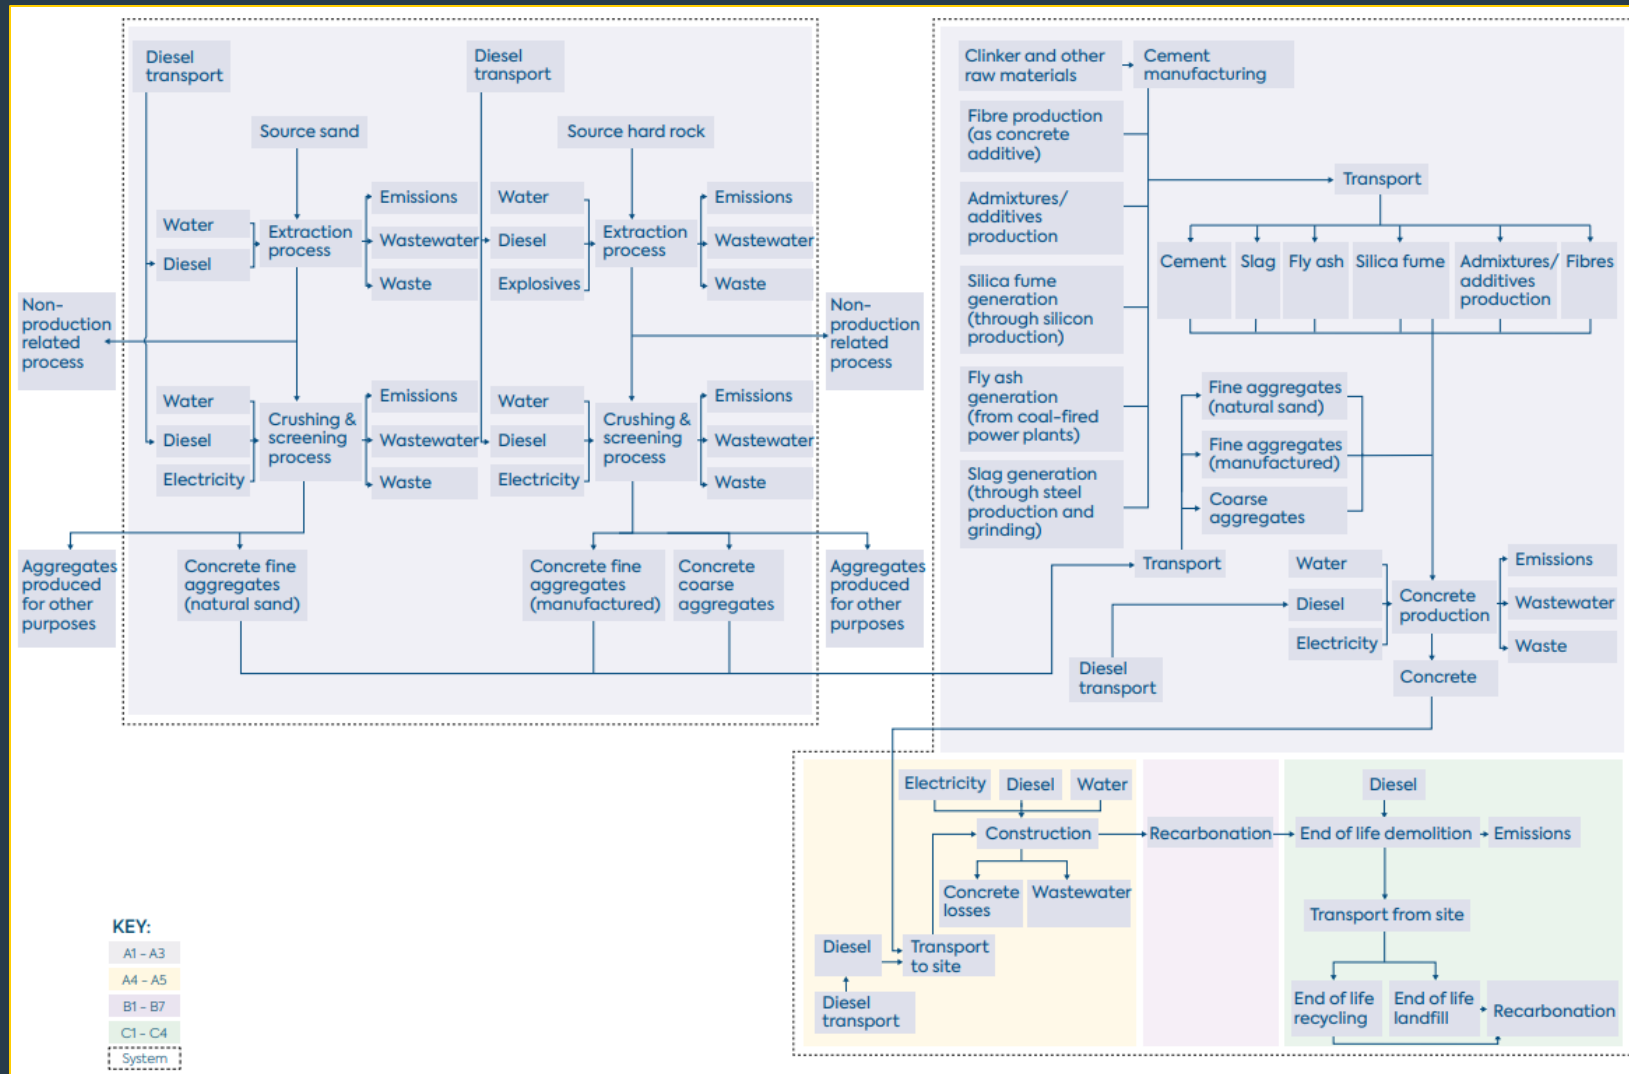 Diesel
transport
Diesel
transport
Source sand
Source hard rock
Water
Diesel
Extraction
process
Emissions
Wastewater
Waste
Water
Diesel
Explosives
Extraction
process
Emissions
Wastewater
Waste
Non-
production
related
process
Non-
production
related
process
Water
Diesel
Electricity
Crushing &
screening
process
Emissions
Wastewater
Waste
Water
Diesel
Electricity
Crushing &
screening
process
Emissions
Wastewater
Waste
Aggregates
produced
for other
purposes
Concrete fine
aggregates
(natural sand)
Concrete fine
aggregates
(manufactured)
Concrete
coarse
aggregates
Aggregates
produced
for other
purposes
Clinker and other
raw materials
Cement
manufacturing
Fibre production
(as concrete
additive)
Admixtures/
additives
production
Silica fume
generation
(through silicon
production)
Fly ash
generation
(from coal-fired
power plants)
Slag generation
(through steel
production and
grinding)
Transport
Cement
Slag
Fly ash
Silica fume
Admixtures/
additives
production
Fibres
Fine aggregates
(natural sand)
Fine aggregates
(manufactured)
Coarse
aggregates
Transport
Water
Diesel
Electricity
Concrete
production
Emissions
Wastewater
Waste
Diesel
transport
Concrete
Electricity
Diesel
Water
Construction
Concrete
losses
Wastewater
Diesel
Transport
to site
Diesel
transport
Recarbonation
Diesel
End of life demolition
Emissions
Transport from site
End of life
recycling
End of life
landfill
Recarbonation
KEY:
A1 – A3
A4 – A5
B1 – B7
C1 – C4
System